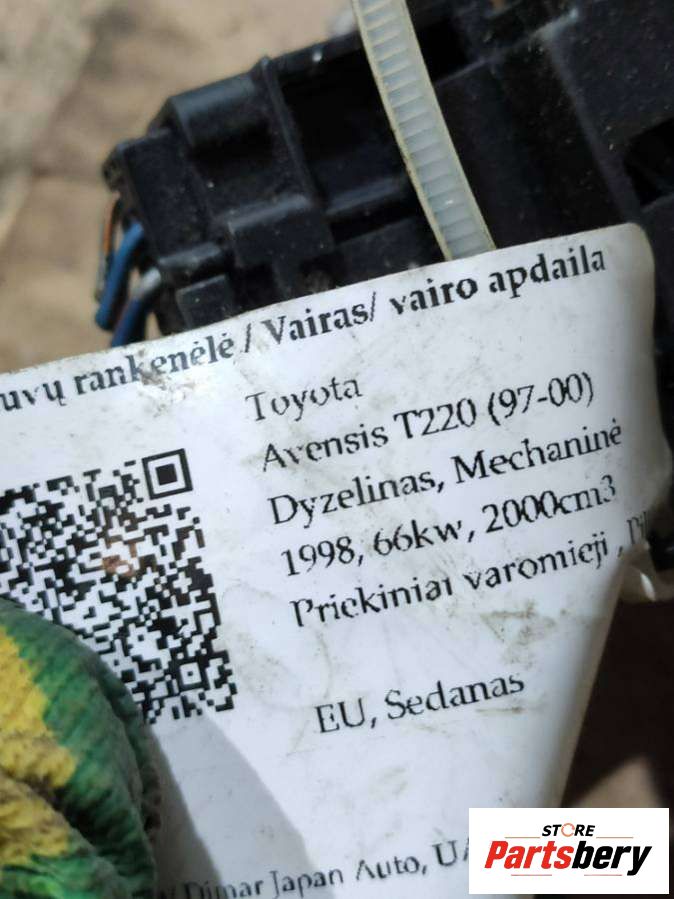 rankenėlė / Vairas/ vairo apdaila
Toyota
Avensis T220 (97-00)
Dyzelinas, Mechaninė
1998, 66kw, 2000cm3
Priekiniai varomieji ,
EU, Sedanas
Dimar Japan Auto,
STORE
Partsbery